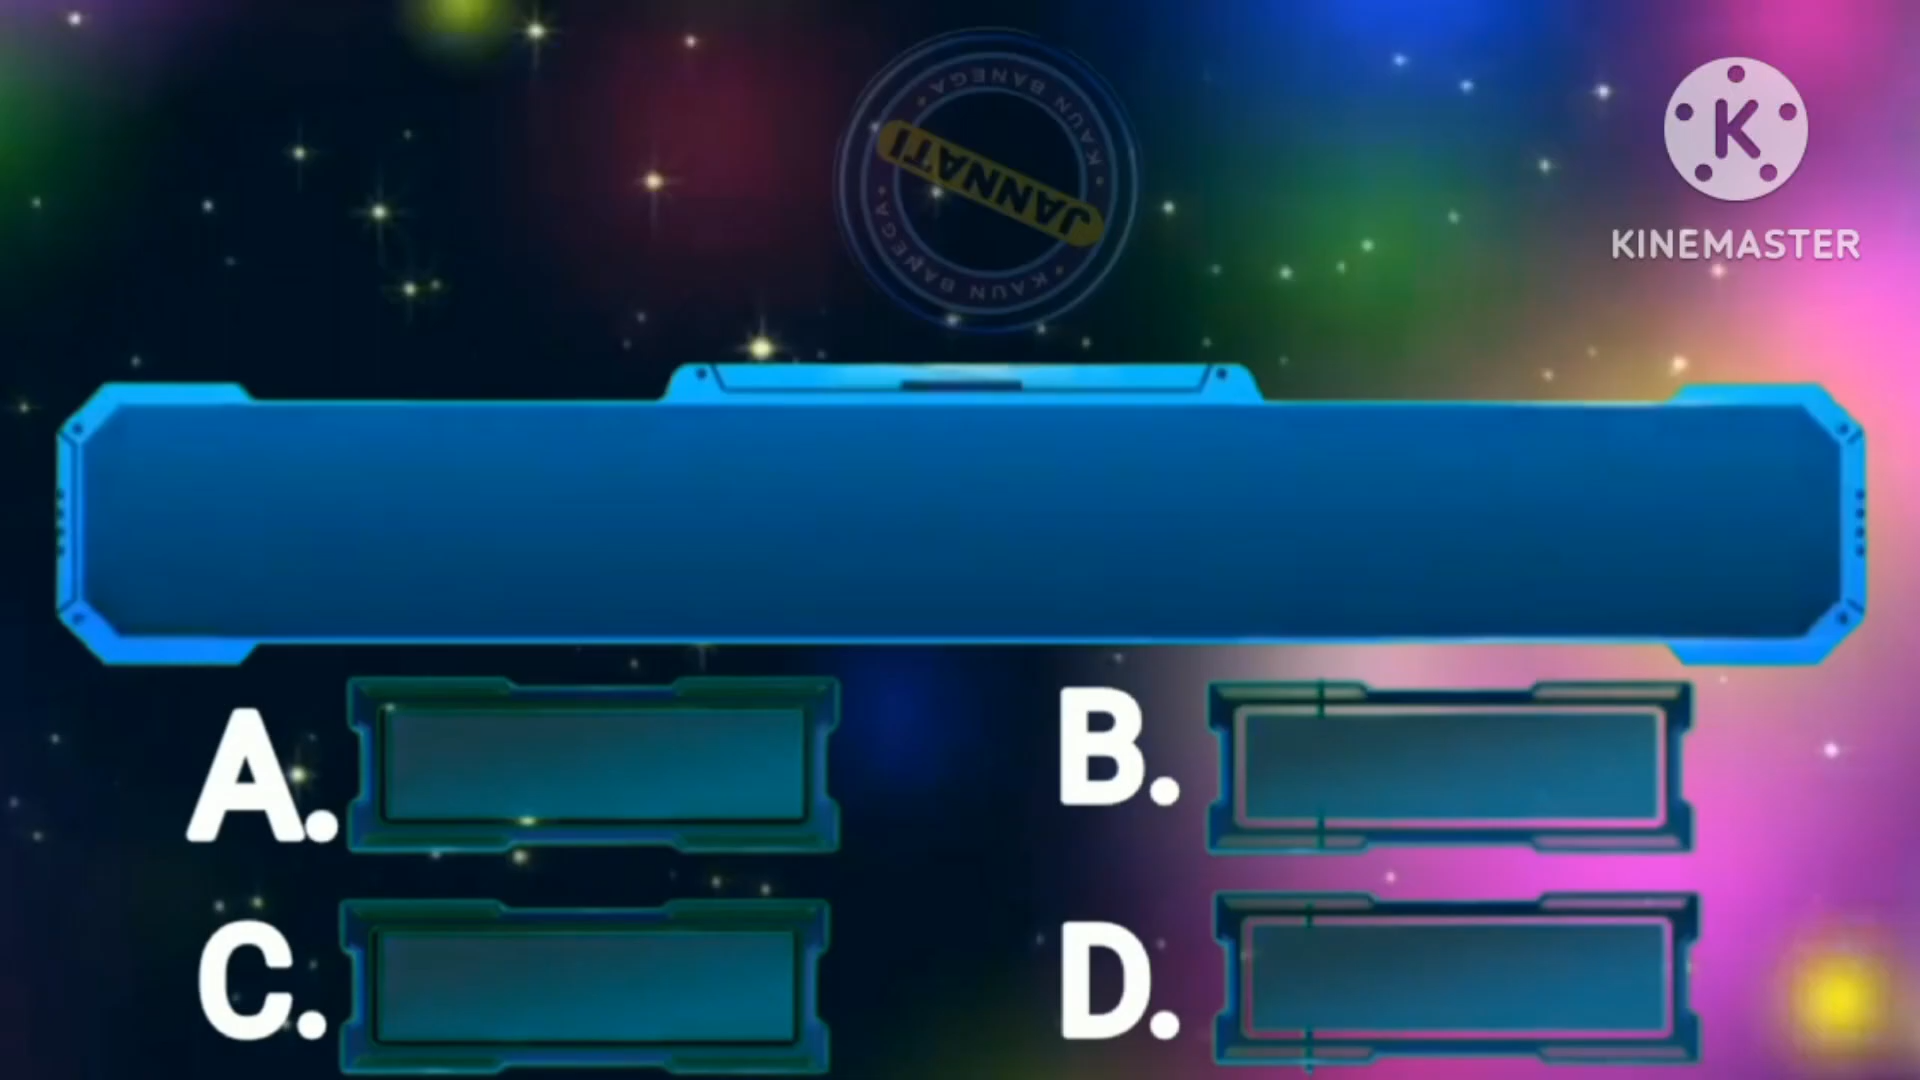 KAUN BANEGA
JANNATI
KAUN BANEGA
K
KINEMASTER
A.
B.
C.
D.